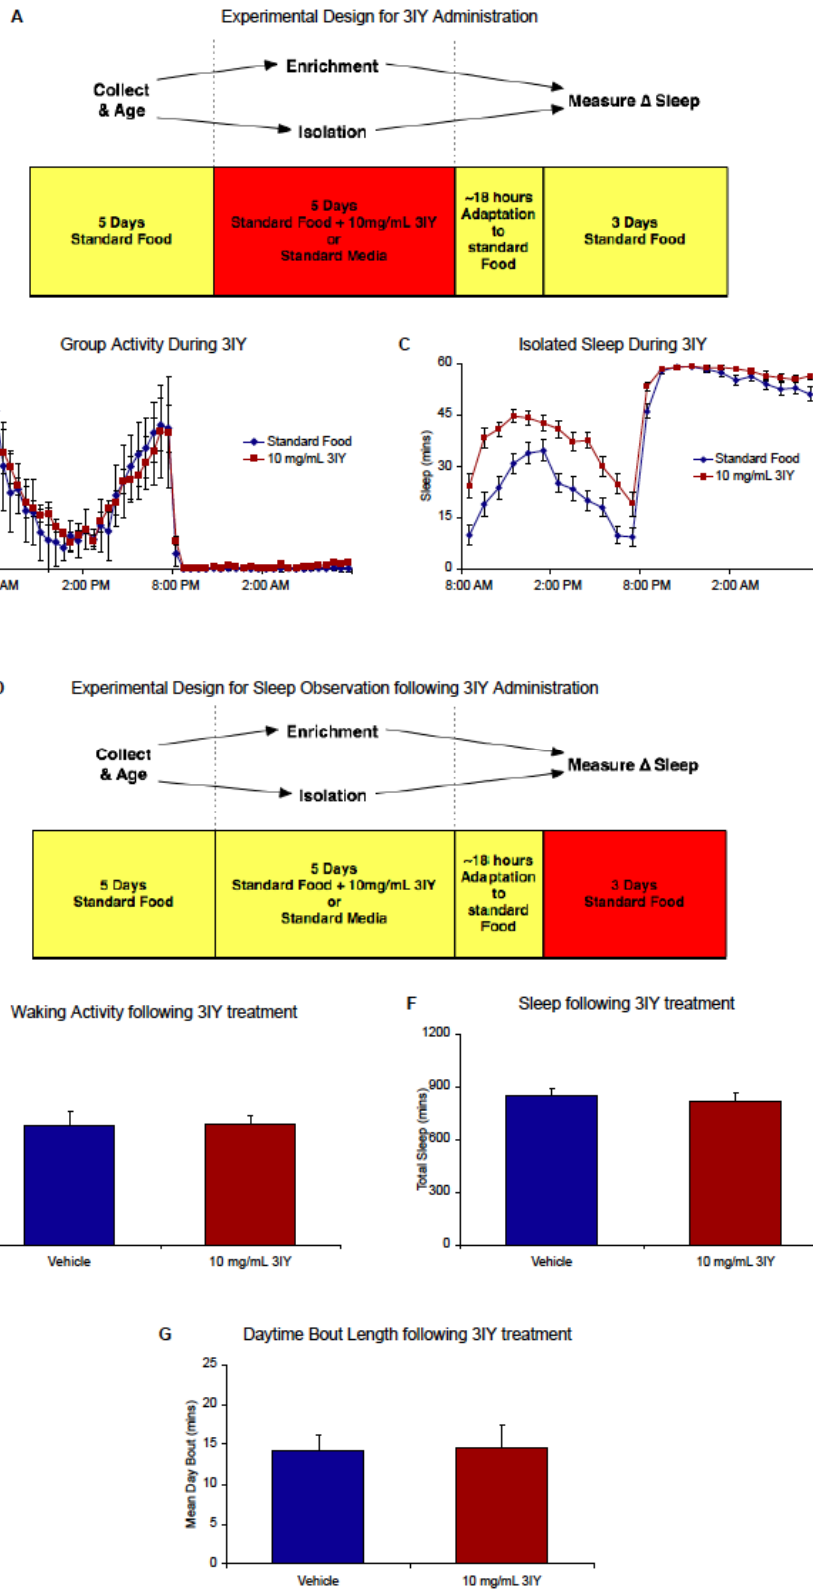 A
Experimental Design for 3IY Administration
Enrichment
Collect
& Age
Measure Δ Sleep
Isolation
5 Days
Standard Food
5 Days
Standard Food + 10mg/mL 3IY
or
Standard Media
~18 hours
Adaptation
to
standard
Food
3 Days
Standard Food
Group Activity During 3IY
Standard Food
10 mg/mL 3IY
AM
2:00 PM
8:00 PM
2:00 AM
C
Isolated Sleep During 3IY
60
45
30
15
0
Sleep (mins)
Standard Food
10 mg/mL 3IY
8:00 AM
2:00 PM
8:00 PM
2:00 AM
Experimental Design for Sleep Observation following 3IY Administration
Enrichment
Collect
& Age
Measure Δ Sleep
Isolation
5 Days
Standard Food
5 Days
Standard Food + 10mg/mL 3IY
or
Standard Media
~18 hours
Adaptation
to
standard
Food
3 Days
Standard Food
Waking Activity following 3IY treatment
Vehicle
10 mg/mL 3IY
F
Sleep following 3IY treatment
1200
900
600
300
0
Total Sleep (mins)
Vehicle
10 mg/mL 3IY
G
Daytime Bout Length following 3IY treatment
25
20
15
10
5
0
Mean Day Bout (mins)
Vehicle
10 mg/mL 3IY